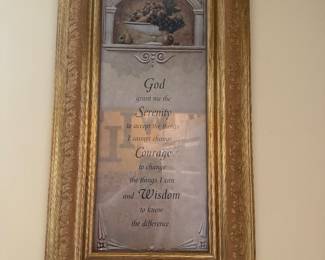 God
grant me the
Serenity
to accept the things
I cannot change
Courage
to change
the things I can
and Wisdom
to know
the difference